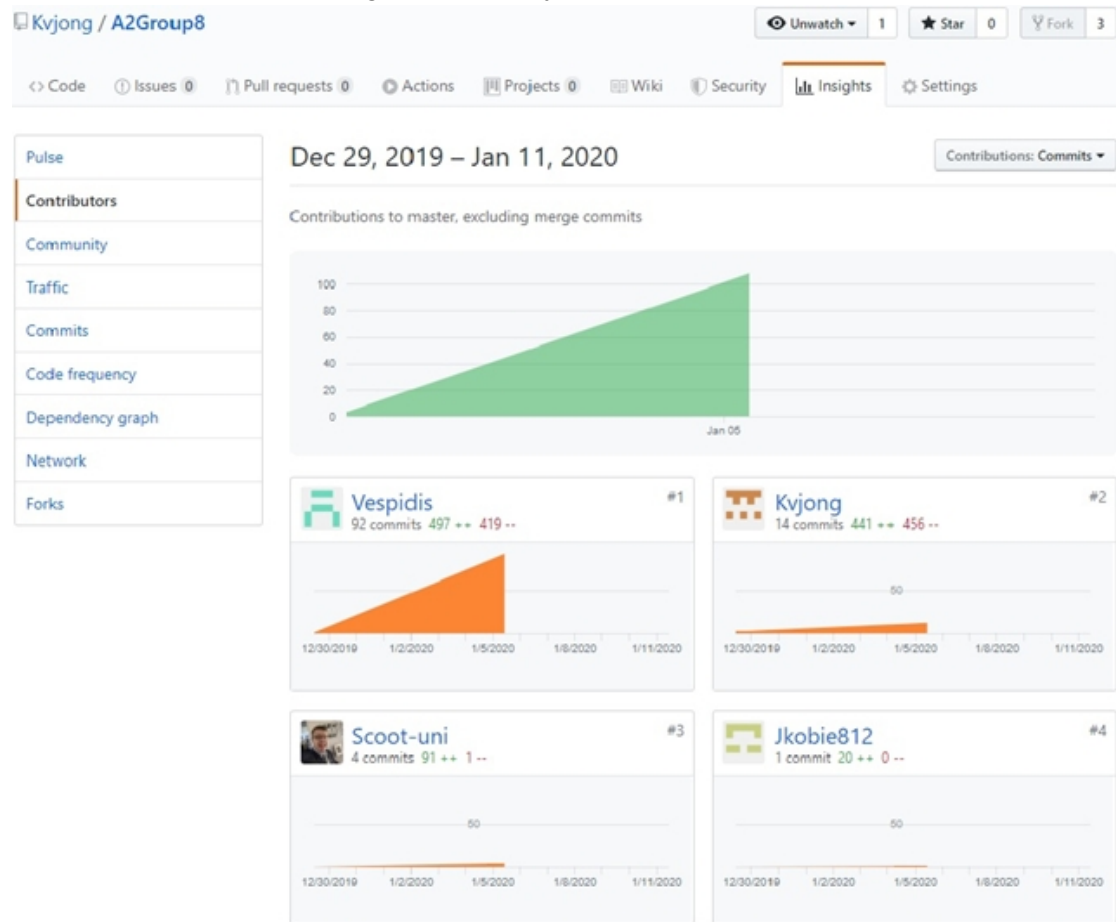 Kvjong / A2Group8
Unwatch 1 Star 0 Fork 3
Code Issues 0 Pull requests 0 Actions Projects 0 Wiki Security Insights Settings
Pulse
Contributors
Community
Traffic
Commits
Code frequency
Dependency graph
Network
Forks
Dec 29, 2019 – Jan 11, 2020
Contributions: Commits
Contributions to master, excluding merge commits
100
80
60
40
20
0
Jan 05
Vespidis #1
92 commits 497 ++ 419 --
12/30/2019 1/2/2020 1/5/2020 1/8/2020 1/11/2020
Kvjong #2
14 commits 441 ++ 456 --
50
12/30/2019 1/2/2020 1/5/2020 1/8/2020 1/11/2020
Scoot-uni #3
4 commits 91 ++ 1 --
50
12/30/2019 1/2/2020 1/5/2020 1/8/2020 1/11/2020
Jkobie812 #4
1 commit 20 ++ 0 --
50
12/30/2019 1/2/2020 1/5/2020 1/8/2020 1/11/2020